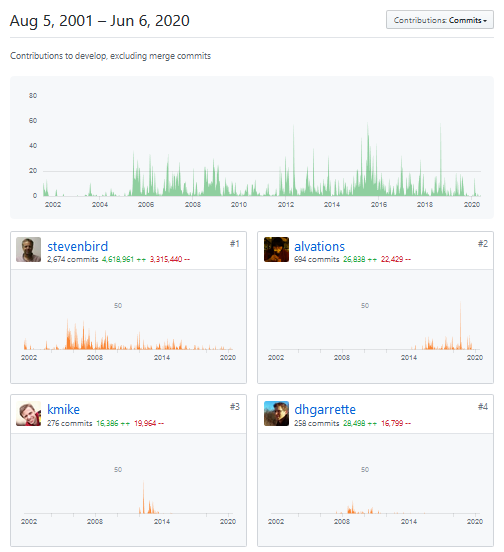 Aug 5, 2001 – Jun 6, 2020
Contributions: Commits
Contributions to develop, excluding merge commits
80
60
40
20
0
2002 2004 2006 2008 2010 2012 2014 2016 2018 2020
stevenbird #1
2,674 commits 4,618,961 ++ 3,315,440 --
50
2002 2008 2014 2020
alvations #2
694 commits 26,838 ++ 22,429 --
50
2002 2008 2014 2020
kmike #3
276 commits 16,386 ++ 19,964 --
50
2002 2008 2014 2020
dhgarrette #4
258 commits 28,498 ++ 16,799 --
50
2002 2008 2014 2020